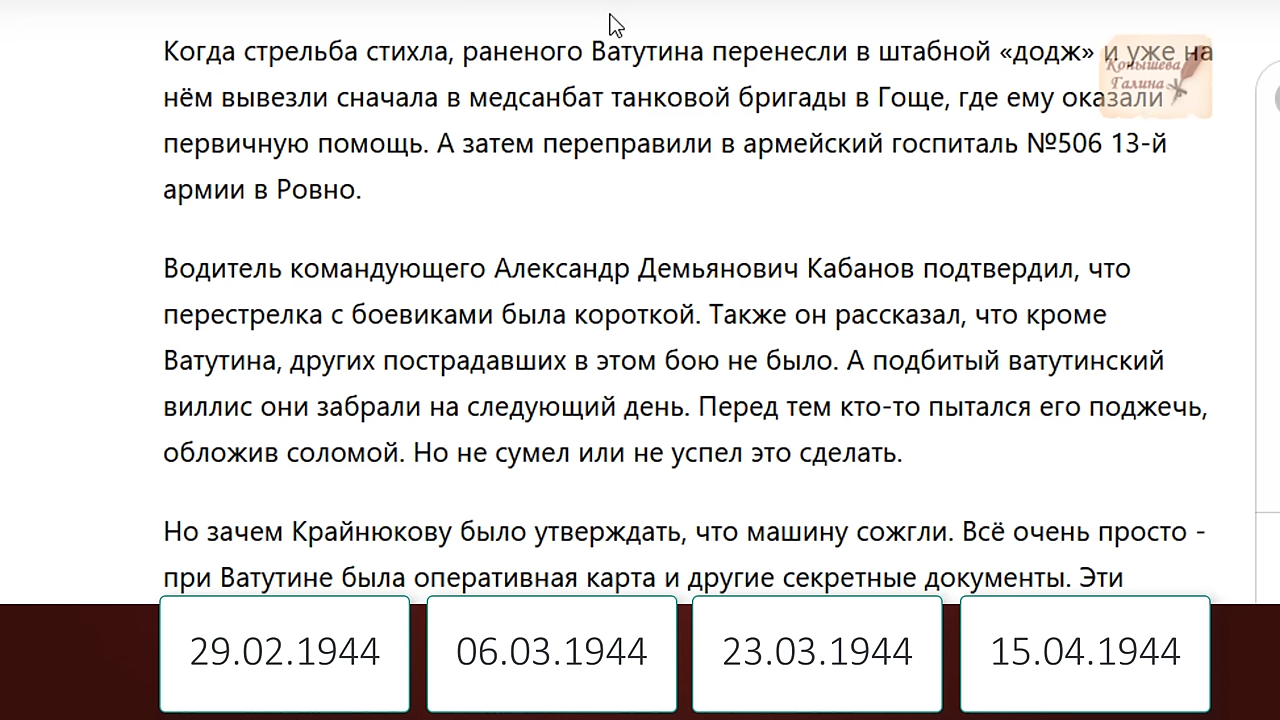 Когда стрельба стихла, раненого Ватутина перенесли в штабной «додж» и уже на
Конышева
Галина
нём вывезли сначала в медсанбат танковой бригады в Гоще, где ему оказали
первичную помощь. А затем переправили в армейский госпиталь №506 13-й
армии в Ровно.
Водитель командующего Александр Демьянович Кабанов подтвердил, что
перестрелка с боевиками была короткой. Также он рассказал, что кроме
Ватутина, других пострадавших в этом бою не было. А подбитый ватутинский
виллис они забрали на следующий день. Перед тем кто-то пытался его поджечь,
обложив соломой. Но не сумел или не успел это сделать.
Но зачем Крайнюкову было утверждать, что машину сожгли. Всё очень просто -
при Ватутине была оперативная карта и другие секретные документы. Эти
29.02.1944
06.03.1944
23.03.1944
15.04.1944